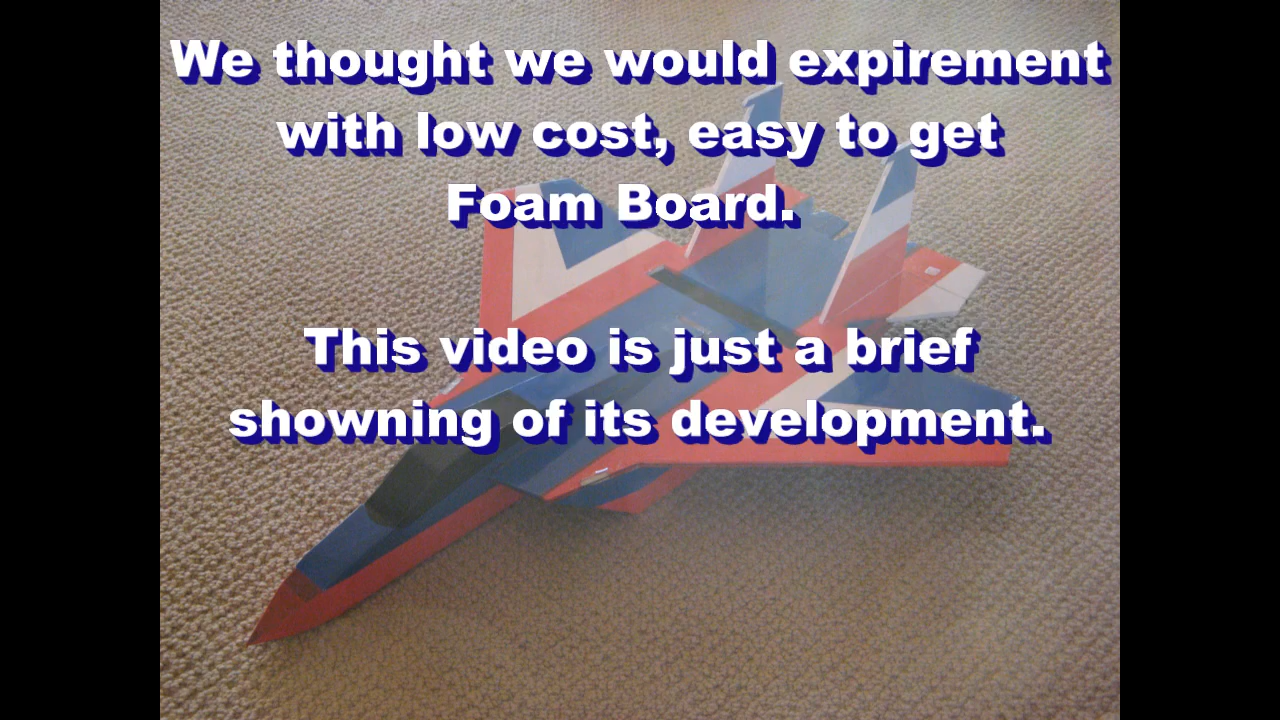 We thought we would expirement
with low cost, easy to get
Foam Board.
This video is just a brief
showning of its development.